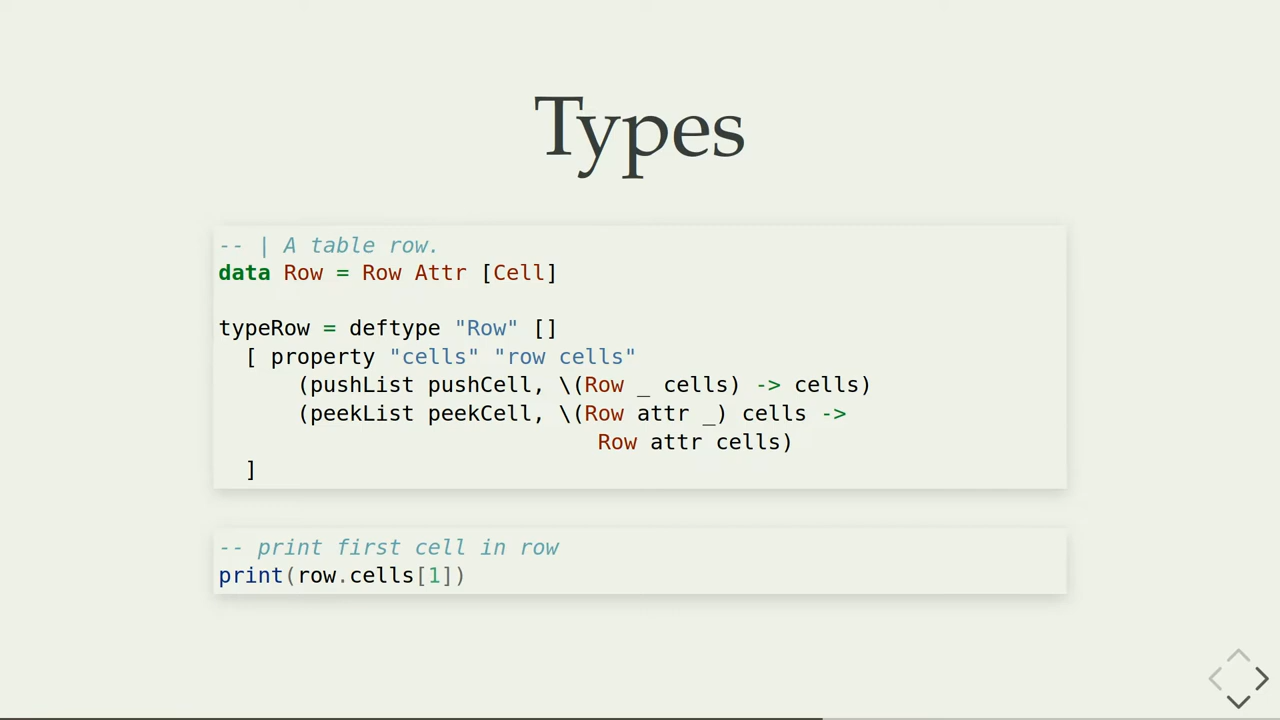 Types
-- | A table row.
data Row = Row Attr [Cell]
typeRow = deftype "Row" []
  [ property "cells" "row cells"
      (pushList pushCell, \(Row _ cells) -> cells)
      (peekList peekCell, \(Row attr _) cells ->
                             Row attr cells)
  ]
-- print first cell in row
print(row.cells[1])